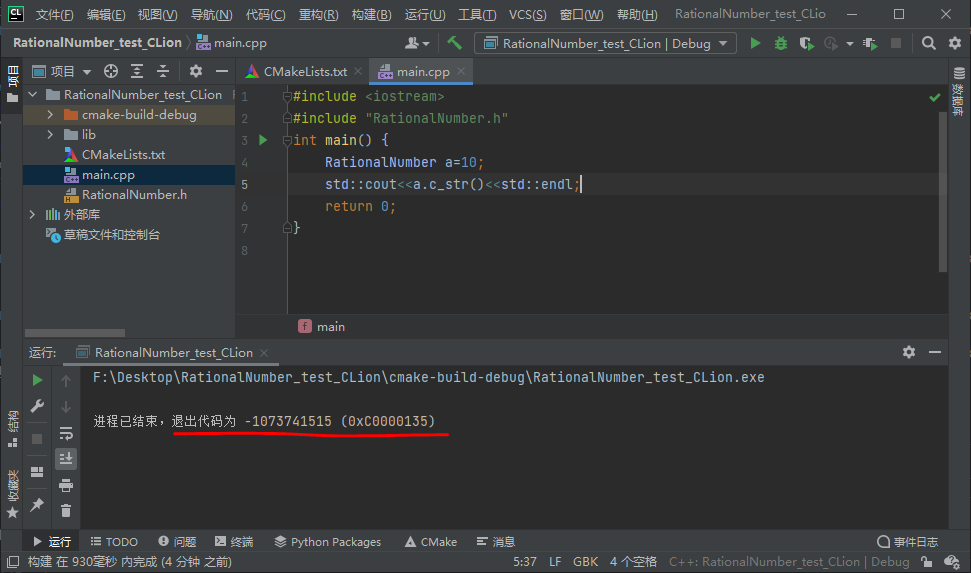 CL 文件(F) 编辑(E) 视图(V) 导航(N) 代码(C) 重构(R) 构建(B) 运行(U) 工具(T) VCS(S) 窗口(W) 帮助(H) RationalNumber_test_CLio
RationalNumber_test_CLion main.cpp RationalNumber_test_CLion | Debug
项目 项目 CMakeLists.txt main.cpp
RationalNumber_test_CLion
cmake-build-debug
lib
CMakeLists.txt
main.cpp
RationalNumber.h
外部库
草稿文件和控制台
1 #include <iostream>
2 #include "RationalNumber.h"
3 int main() {
4 RationalNumber a=10;
5 std::cout<<a.c_str()<<std::endl;
6 return 0;
7 }
8
数据库
f main
运行: RationalNumber_test_CLion
F:\Desktop\RationalNumber_test_CLion\cmake-build-debug\RationalNumber_test_CLion.exe
进程已结束，退出代码为 -1073741515 (0xC0000135)
结构
收藏夹
运行 TODO 问题 终端 Python Packages CMake 消息 事件日志
构建 在 930毫秒 内完成 (4 分钟 之前) 5:37 LF GBK 4 个空格 C++: RationalNumber_test_CLion | Debug